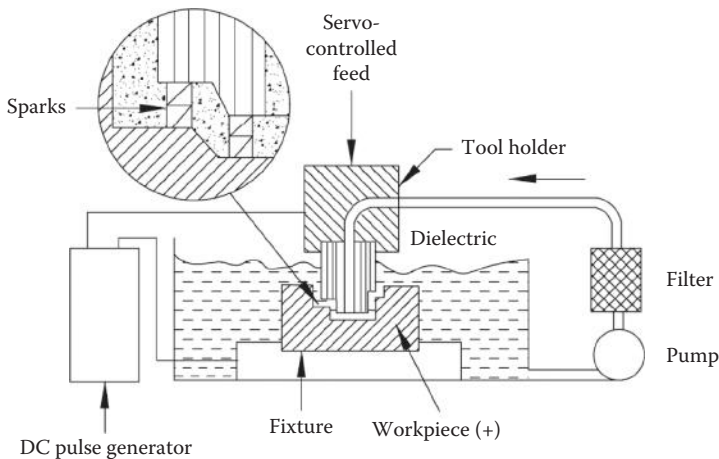 Servo-
controlled
feed
Sparks
Tool holder
Dielectric
Filter
Pump
Fixture
Workpiece (+)
DC pulse generator